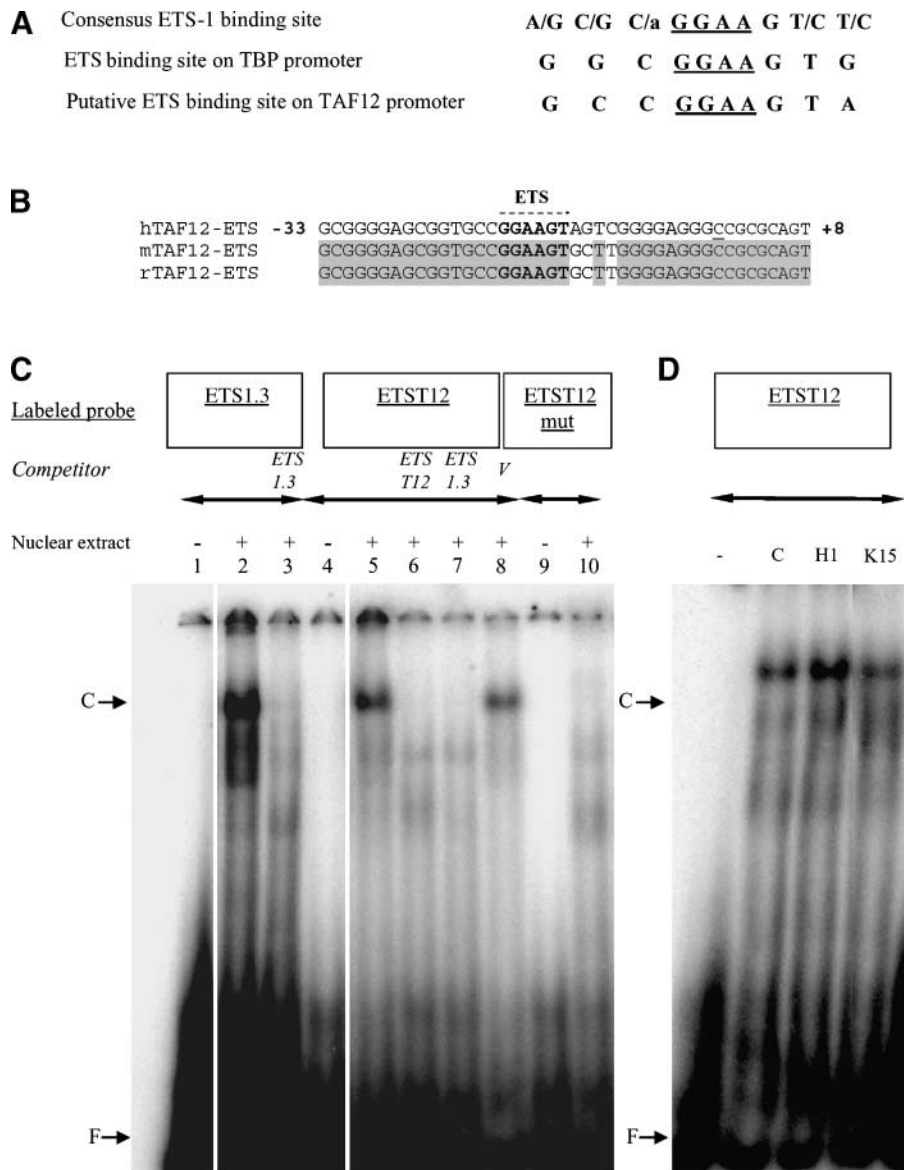 A
Consensus ETS-1 binding site A/G C/G C/a GGAA G T/C T/C
ETS binding site on TBP promoter G G C GGAA G T G
Putative ETS binding site on TAF12 promoter G C C GGAA G T A
B
ETS
hTAF12-ETS -33 GCGGGGAGCGGTGCCGGAAGTAGTCGGGGAGGGCCGCGCAGT +8
mTAF12-ETS GCGGGGAGCGGTGCCGGAAGTGCTTGGGGAGGGCCGCGCAGT
rTAF12-ETS GCGGGGAGCGGTGCCGGAAGTGCTTGGGGAGGGCCGCGCAGT
C
D
Labeled probe ETS1.3 ETST12 ETST12 mut ETST12
Competitor ETS 1.3 ETS T12 ETS 1.3 V
Nuclear extract - + + - + + + + - + - C H1 K15
1 2 3 4 5 6 7 8 9 10
C C
F F